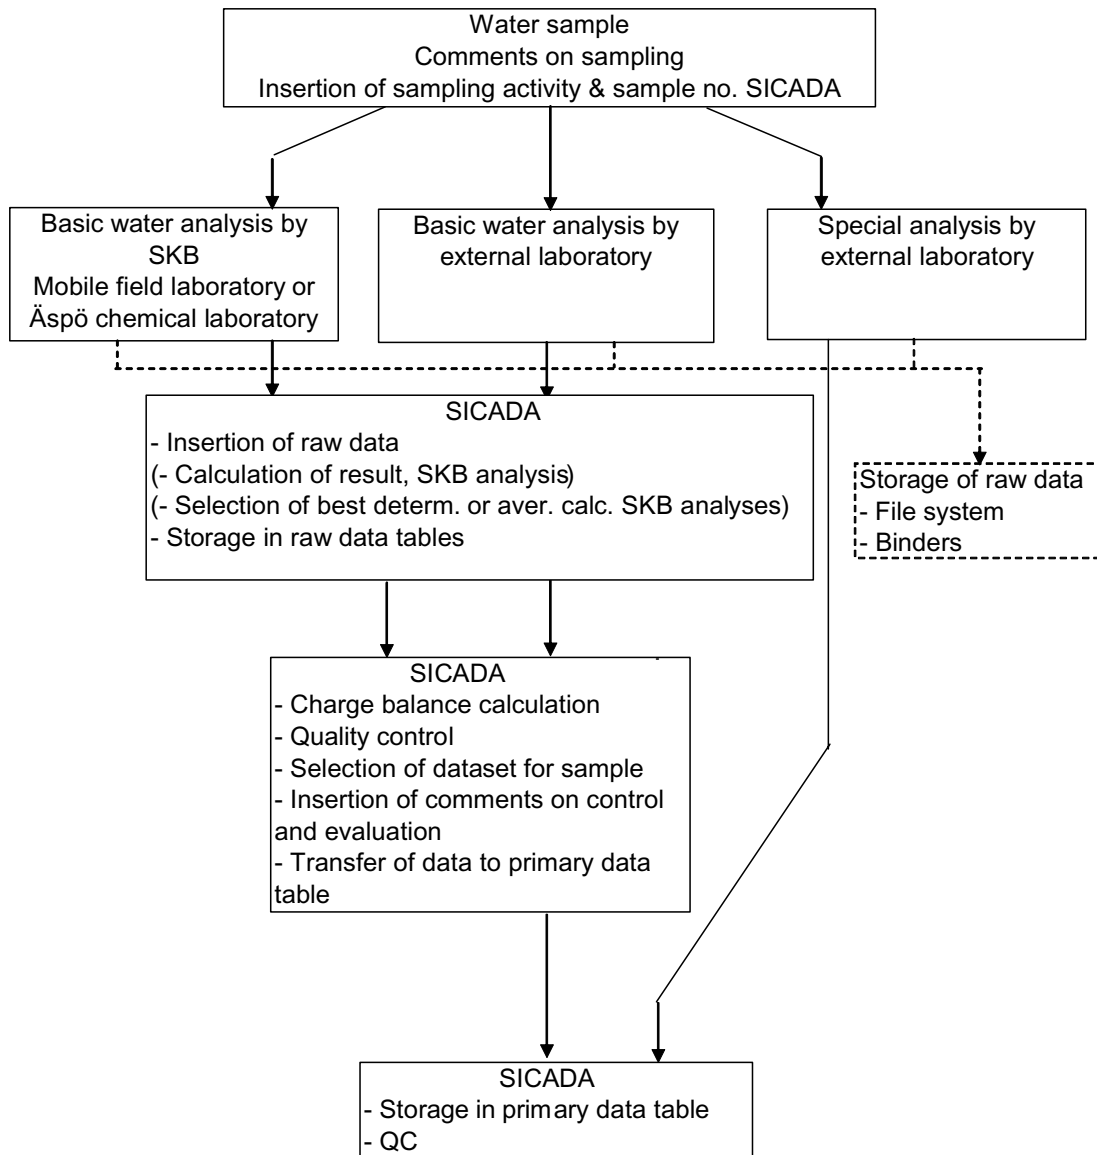 Water sample
Comments on sampling
Insertion of sampling activity & sample no. SICADA
Basic water analysis by
SKB
Mobile field laboratory or
Äspö chemical laboratory
Basic water analysis by
external laboratory
Special analysis by
external laboratory
SICADA
- Insertion of raw data
(- Calculation of result, SKB analysis)
(- Selection of best determ. or aver. calc. SKB analyses)
- Storage in raw data tables
Storage of raw data
- File system
- Binders
SICADA
- Charge balance calculation
- Quality control
- Selection of dataset for sample
- Insertion of comments on control
and evaluation
- Transfer of data to primary data
table
SICADA
- Storage in primary data table
- QC